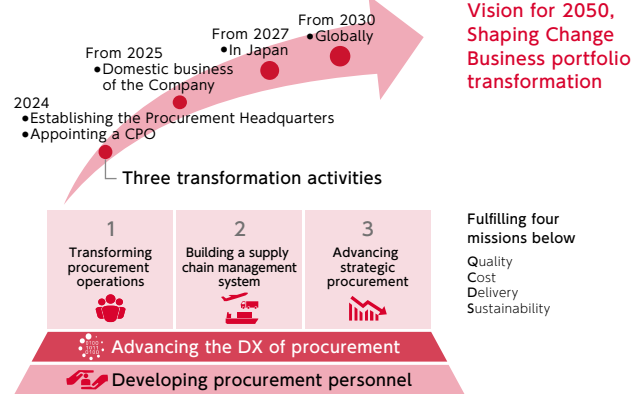 From 2030
•Globally
From 2027
•In Japan
From 2025
•Domestic business
of the Company
2024
•Establishing the Procurement Headquarters
•Appointing a CPO
Vision for 2050,
Shaping Change
Business portfolio
transformation
Three transformation activities
1
Transforming
procurement
operations
2
Building a supply
chain management
system
3
Advancing
strategic
procurement
Fulfilling four
missions below
Quality
Cost
Delivery
Sustainability
0100
1011
0100
Advancing the DX of procurement
Developing procurement personnel